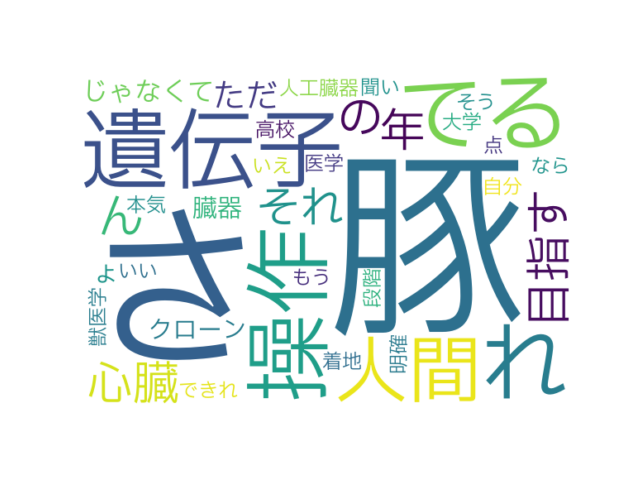 じゃなくて
ただ
人工臓器
聞い
てる
そう
大学
点
なら
遺伝子
高校
の
年
いえ
医学
自分
豚
ん
本気
臓器
それ
さ
操作
もう
段階
目指す
よ
いい
獣医学
クローン
人間
れ
明確
着地
心臓
できれ